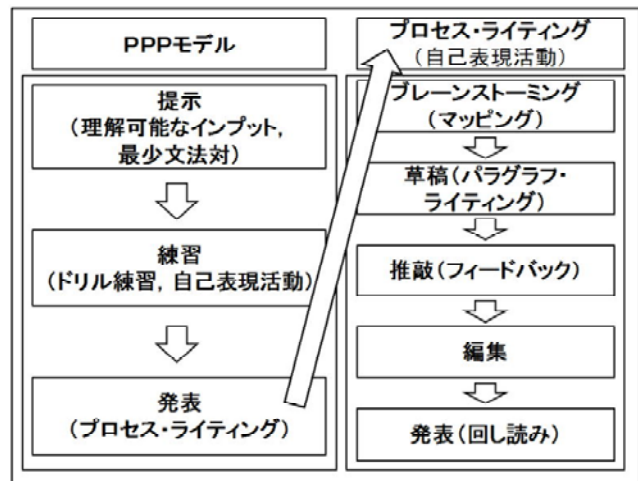 PPPモデル
提示
(理解可能なインプット,
最少文法対)
練習
(ドリル練習, 自己表現活動)
発表
(プロセス・ライティング)
プロセス・ライティング
(自己表現活動)
ブレーンストーミング
(マッピング)
草稿(パラグラフ・
ライティング)
推敲(フィードバック)
編集
発表(回し読み)